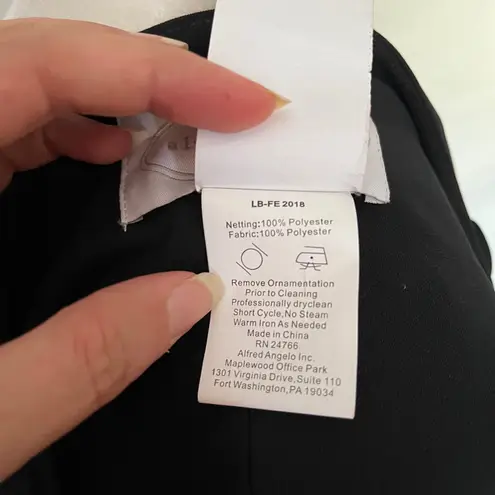 LB-FE 2018
Netting:100% Polyester
Fabric:100% Polyester
Remove Ornamentation
Prior to Cleaning
Professionally dryclean
Short Cycle,No Steam
Warm Iron As Needed
Made in China
RN 24766
Alfred Angelo Inc.
Maplewood Office Park
1301 Virginia Drive,Suite 110
Fort Washington,PA 19034